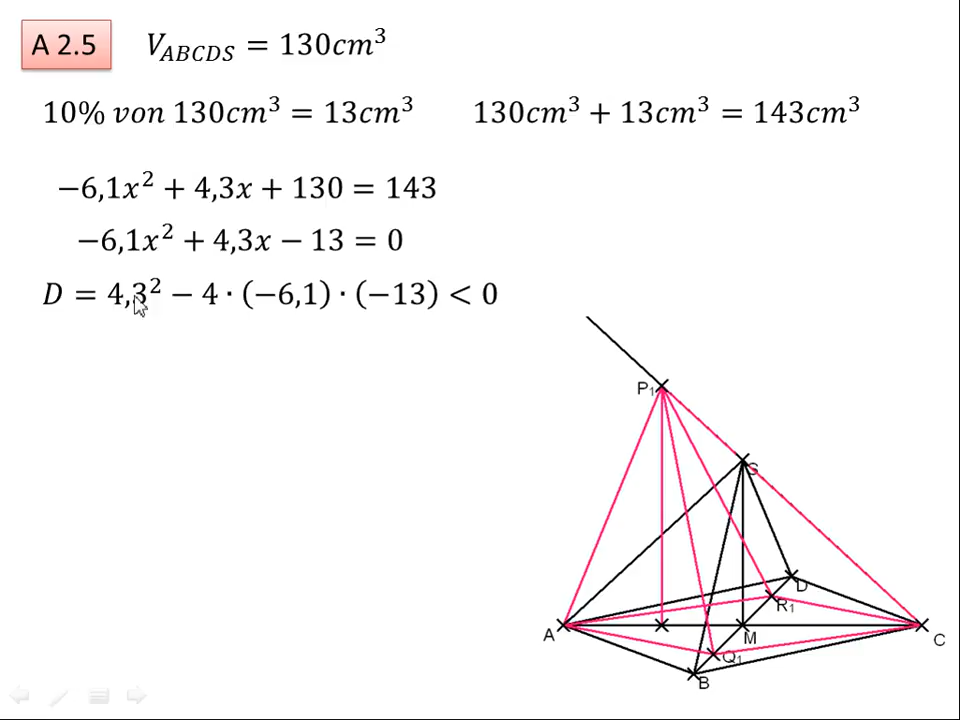 A 2.5 V_ABCDS = 130cm³
10% von 130cm³ = 13cm³ 130cm³ + 13cm³ = 143cm³
−6,1x² + 4,3x + 130 = 143
−6,1x² + 4,3x − 13 = 0
D = 4,3² − 4 · (−6,1) · (−13) < 0
P₁
S
D
R₁
A M C
Q₁
B